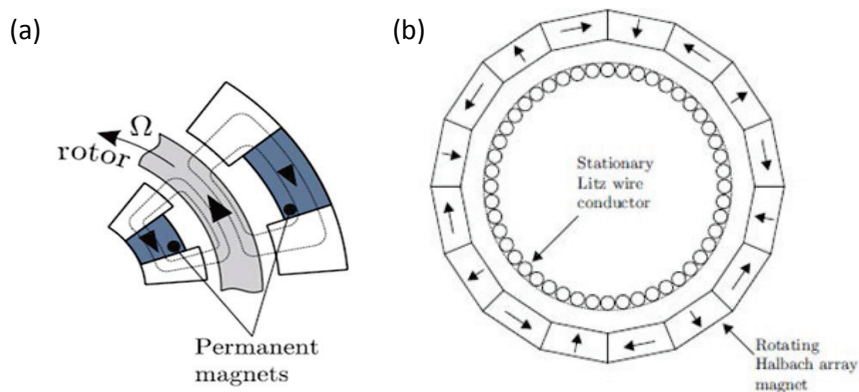 (a)
(b)
Ω
rotor
Permanent
magnets
Stationary
Litz wire
conductor
Rotating
Halbach array
magnet